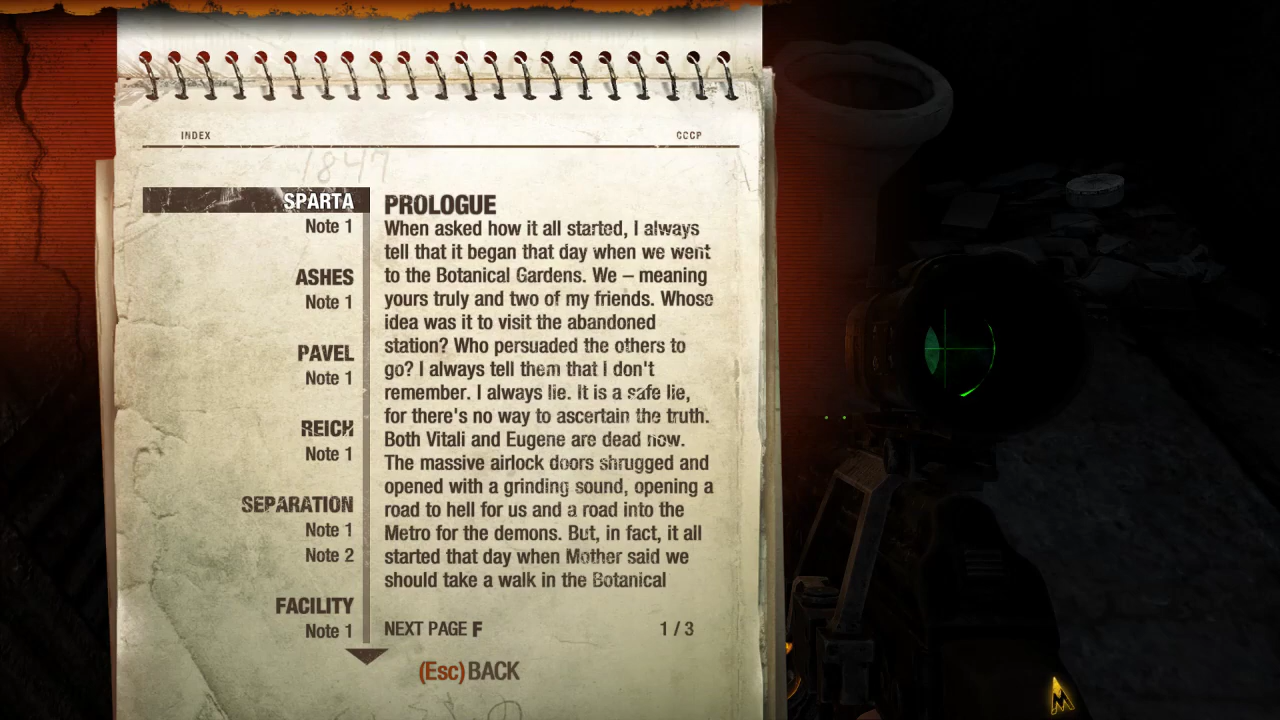 INDEX
CCCP
1847
SPARTA
Note 1
ASHES
Note 1
PAVEL
Note 1
REICH
Note 1
SEPARATION
Note 1
Note 2
FACILITY
Note 1
PROLOGUE
When asked how it all started, I always
tell that it began that day when we went
to the Botanical Gardens. We – meaning
yours truly and two of my friends. Whose
idea was it to visit the abandoned
station? Who persuaded the others to
go? I always tell them that I don't
remember. I always lie. It is a safe lie,
for there's no way to ascertain the truth.
Both Vitali and Eugene are dead now.
The massive airlock doors shrugged and
opened with a grinding sound, opening a
road to hell for us and a road into the
Metro for the demons. But, in fact, it all
started that day when Mother said we
should take a walk in the Botanical
NEXT PAGE F
1 / 3
(Esc) BACK